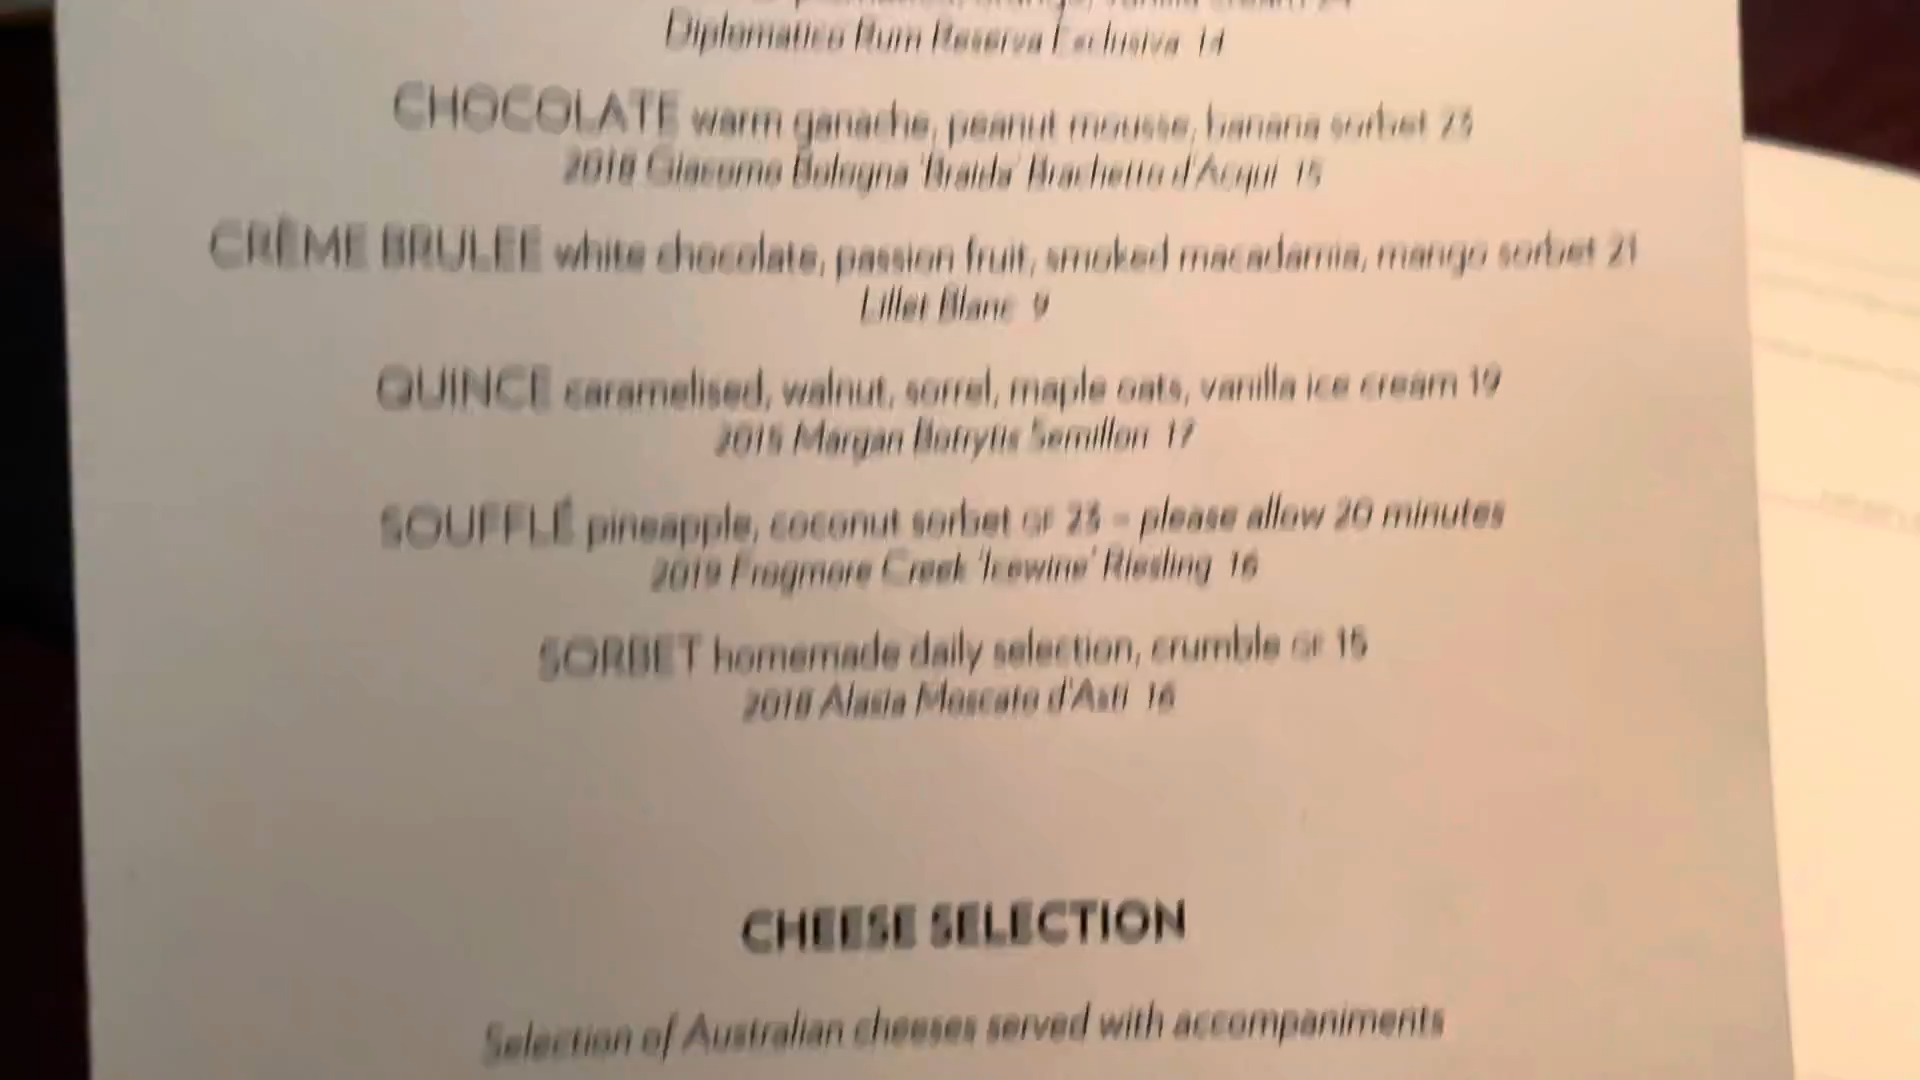 Diplomatico Rum Reserva Exclusiva 14
CHOCOLATE warm ganache, peanut mousse, banana sorbet 23
2018 Giacomo Bologna 'Braida' Brachetto d'Acqui 15
CRÈME BRULEE white chocolate, passion fruit, smoked macadamia, mango sorbet 21
Lillet Blanc 9
QUINCE caramelised, walnut, sorrel, maple oats, vanilla ice cream 19
2015 Margan Botrytis Semillon 17
SOUFFLÉ pineapple, coconut sorbet GF 23 – please allow 20 minutes
2019 Frogmore Creek 'Icewine' Riesling 16
SORBET homemade daily selection, crumble GF 15
2018 Alasia Moscato d'Asti 16
CHEESE SELECTION
Selection of Australian cheeses served with accompaniments